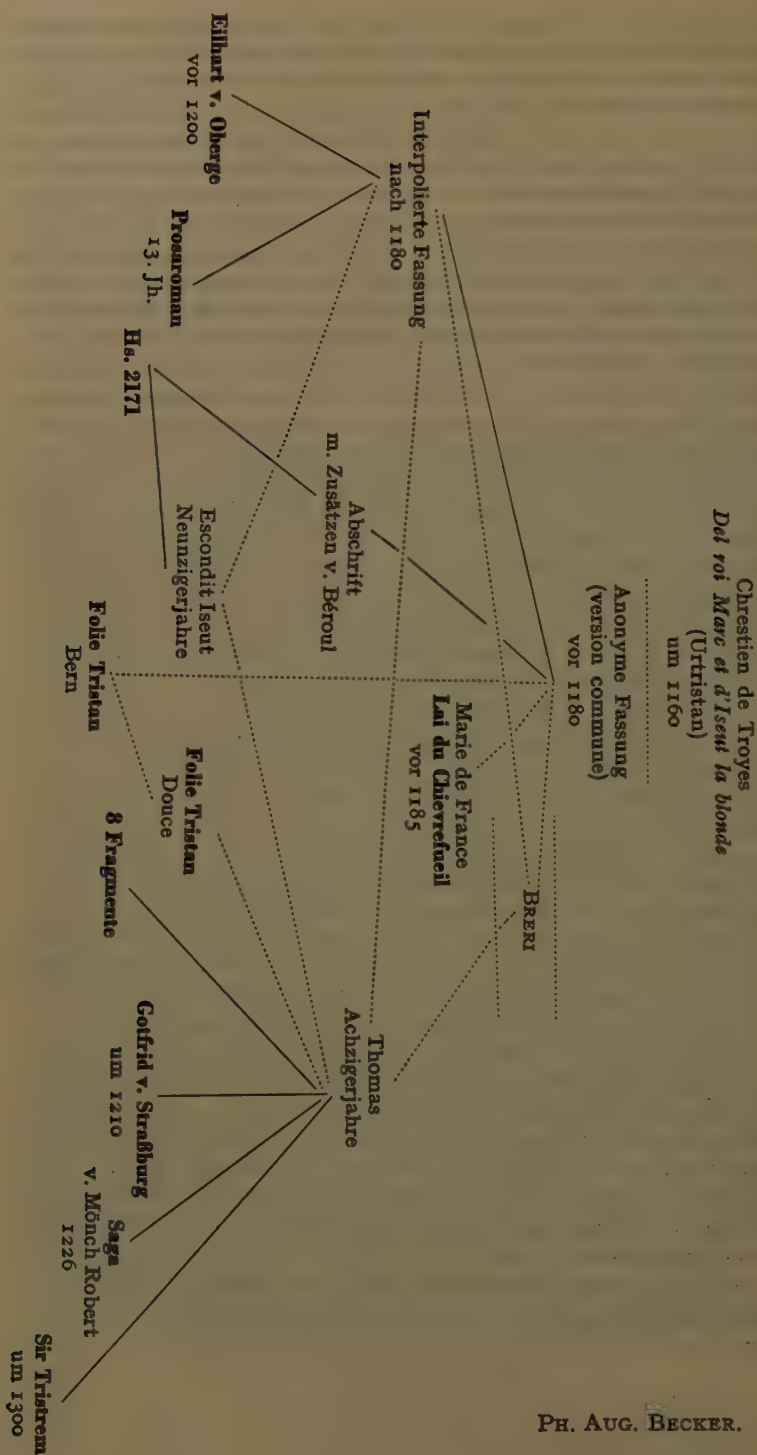 Chrestien de Troyes
Del roi Marc et d'Iseut la blonde
(Urtristan)
um 1160
Anonyme Fassung
(version commune)
vor 1180
BRERI
Interpolierte Fassung
nach 1180
Marie de France
Lai du Chievrefueil
vor 1185
Abschrift
m. Zusätzen v. Béroul
Thomas
Achzigerjahre
Escondit Iseut
Neunzigerjahre
Folie Tristan
Douce
Eilhart v. Oberge
vor 1200
Prosaroman
13. Jh.
Hs. 2171
Folie Tristan
Bern
8 Fragmente
Gotfrid v. Straßburg
um 1210
Saga
v. Mönch Robert
1226
Sir Tristrem
um 1300
PH. AUG. BECKER.